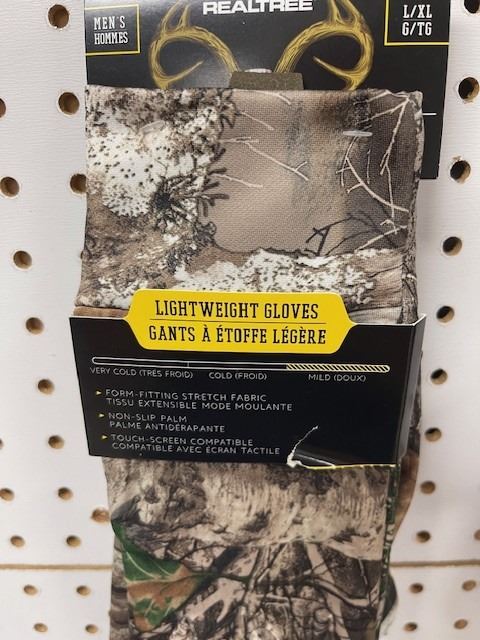 REALTREE
MEN'S
HOMMES
L/XL
G/TG
LIGHTWEIGHT GLOVES
GANTS À ÉTOFFE LÉGÈRE
VERY COLD (TRÈS FROID) COLD (FROID) MILD (DOUX)
FORM-FITTING STRETCH FABRIC
TISSU EXTENSIBLE MODE MOULANTE
NON-SLIP PALM
PALME ANTIDÉRAPANTE
TOUCH-SCREEN COMPATIBLE
COMPATIBLE AVEC ÉCRAN TACTILE